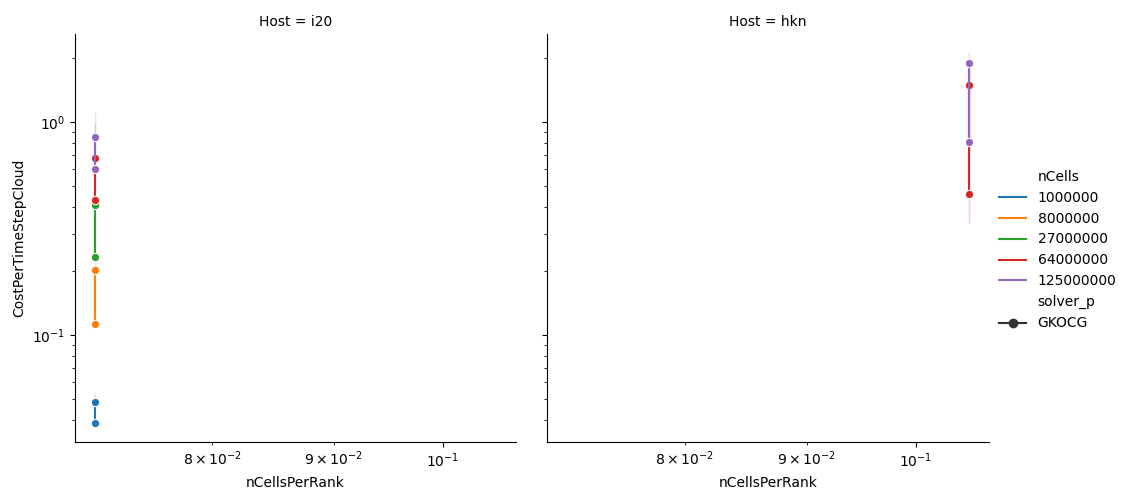 Host = i20
Host = hkn
CostPerTimeStepCloud
10⁰
10⁻¹
8 × 10⁻²
9 × 10⁻²
10⁻¹
nCellsPerRank
8 × 10⁻²
9 × 10⁻²
10⁻¹
nCellsPerRank
nCells
1000000
8000000
27000000
64000000
125000000
solver_p
GKOCG